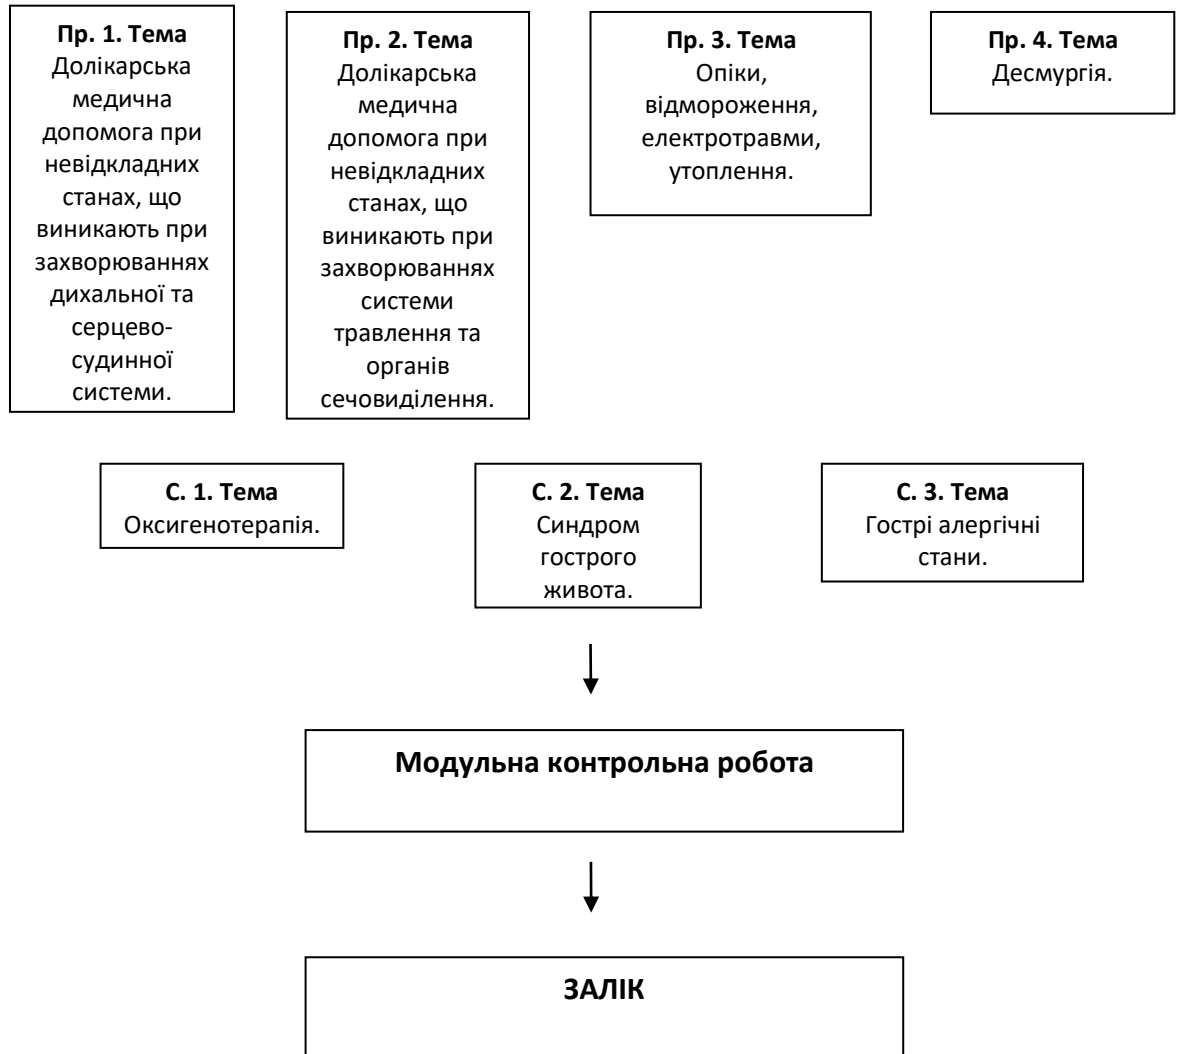 Пр. 1. Тема
Долікарська
медична
допомога при
невідкладних
станах, що
виникають при
захворюваннях
дихальної та
серцево-
судинної
системи.
Пр. 2. Тема
Долікарська
медична
допомога при
невідкладних
станах, що
виникають при
захворюваннях
системи
травлення та
органів
сечовиділення.
Пр. 3. Тема
Опіки,
відмороження,
електротравми,
утоплення.
Пр. 4. Тема
Десмургія.
С. 1. Тема
Оксигенотерапія.
С. 2. Тема
Синдром
гострого
живота.
С. 3. Тема
Гострі алергічні
стани.
Модульна контрольна робота
ЗАЛІК